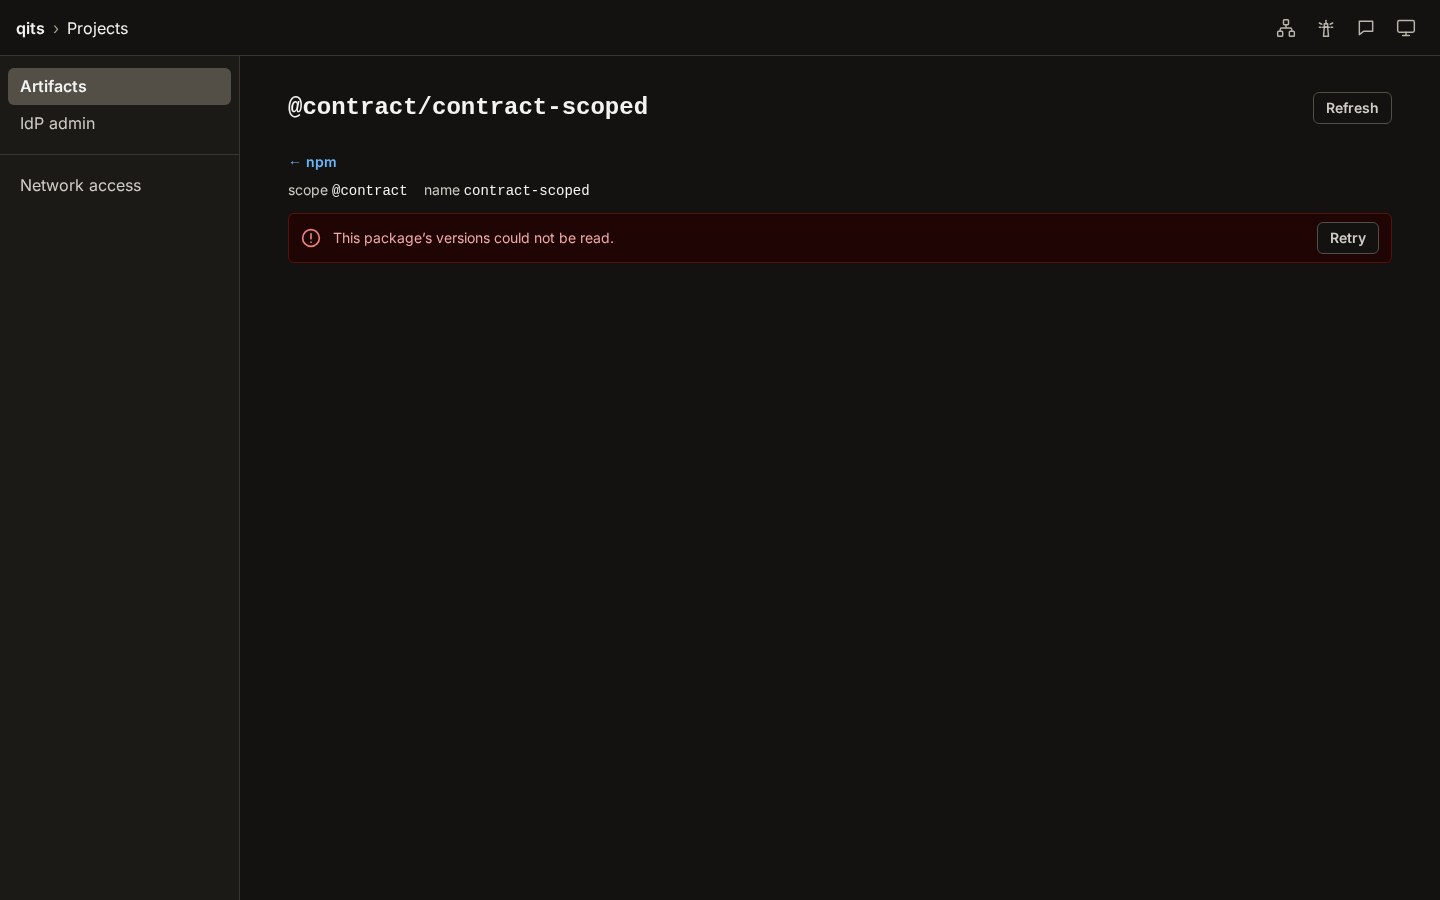 qits › Projects
Artifacts
IdP admin
Network access
@contract/contract-scoped
Refresh
← npm
scope @contract name contract-scoped
This package’s versions could not be read.
Retry